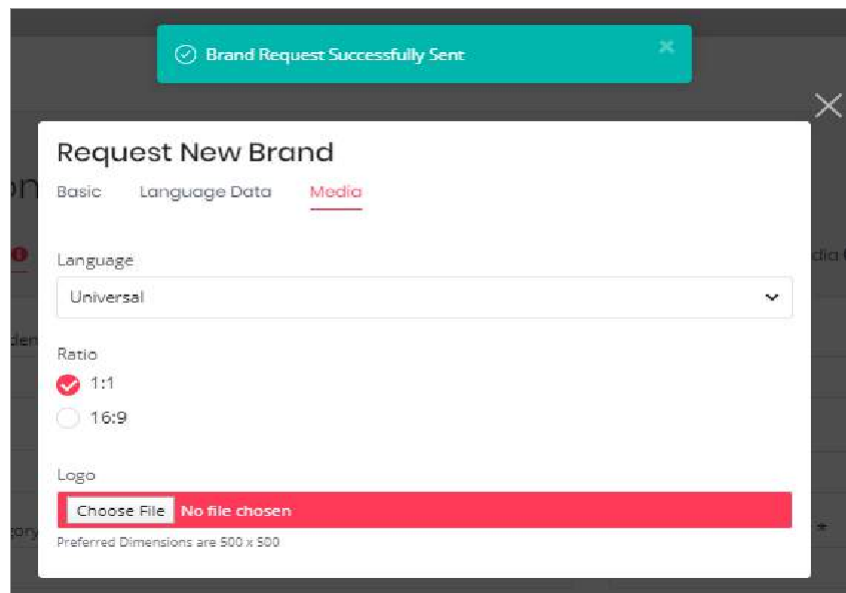 Brand Request Successfully Sent
Request New Brand
Basic Language Data Media
Language
Universal
Ratio
1:1
16:9
Logo
Choose File No file chosen
Preferred Dimensions are 500 x 500